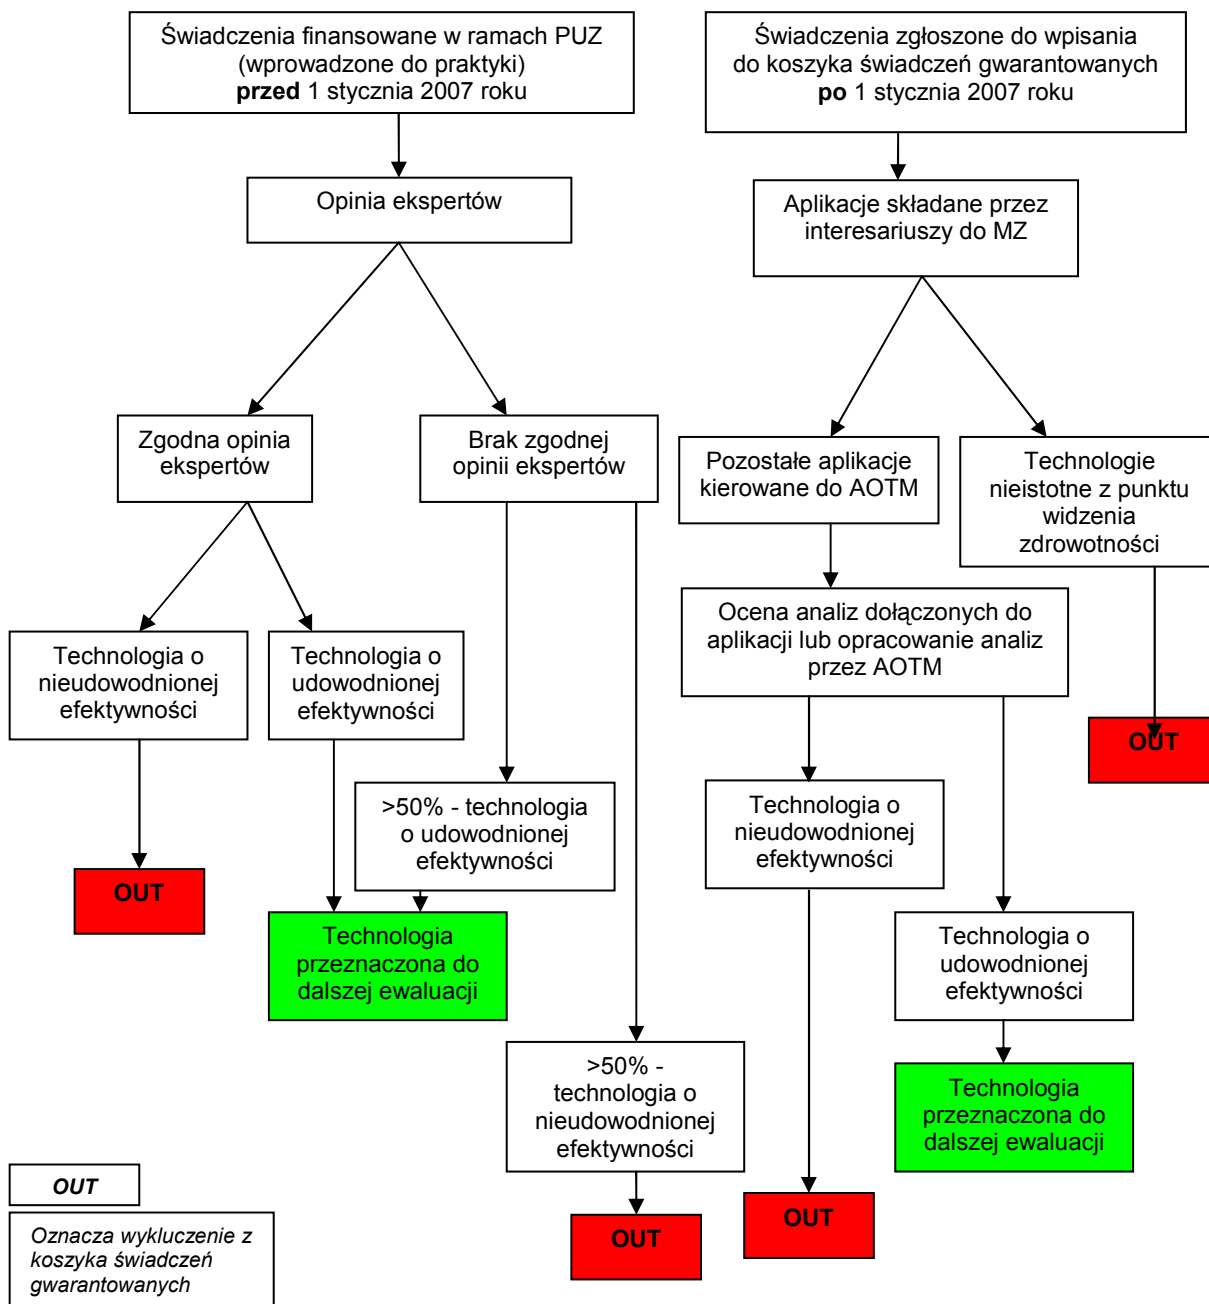 Świadczenia finansowane w ramach PUZ
(wprowadzone do praktyki)
przed 1 stycznia 2007 roku
Świadczenia zgłoszone do wpisania
do koszyka świadczeń gwarantowanych
po 1 stycznia 2007 roku
Opinia ekspertów
Aplikacje składane przez
interesariuszy do MZ
Zgodna opinia
ekspertów
Brak zgodnej
opinii ekspertów
Pozostałe aplikacje
kierowane do AOTM
Technologie
nieistotne z punktu
widzenia
zdrowotności
Technologia o
nieudowodnionej
efektywności
Technologia o
udowodnionej
efektywności
Ocena analiz dołączonych do
aplikacji lub opracowanie analiz
przez AOTM
OUT
>50% - technologia
o udowodnionej
efektywności
Technologia o
nieudowodnionej
efektywności
OUT
Technologia
przeznaczona do
dalszej ewaluacji
Technologia o
udowodnionej
efektywności
>50% -
technologia o
nieudowodnionej
efektywności
Technologia
przeznaczona do
dalszej ewaluacji
OUT
OUT
OUT
Oznacza wykluczenie z
koszyka świadczeń
gwarantowanych